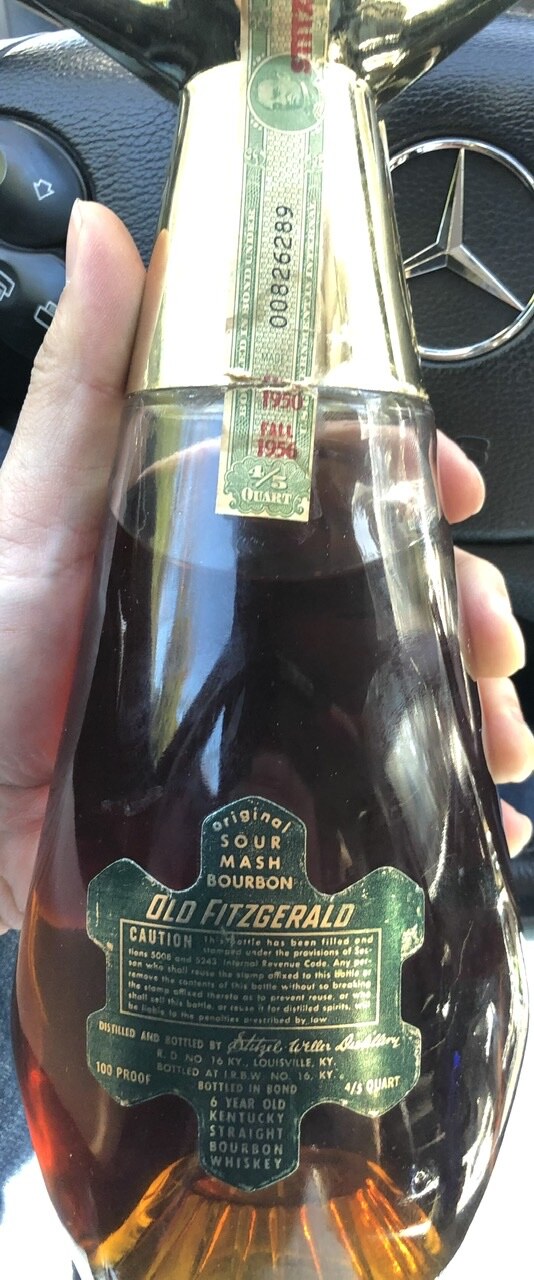 STITZ
00826289
MADE
1950
FALL
1956
4/5
QUART
original
SOUR
MASH
BOURBON
OLD FITZGERALD
CAUTION This bottle has been filled and
stamped under the provisions of Sec-
tions 5008 and 5243 Internal Revenue Code. Any per-
son who shall reuse the stamp affixed to this bottle or
remove the contents of this bottle without so breaking
the stamp affixed thereto as to prevent reuse, or who
shall sell this bottle, or reuse it for distilled spirits, will
be liable to the penalties prescribed by law
DISTILLED AND BOTTLED BY Stitzel Weller Distillery
R. D. NO. 16 KY., LOUISVILLE, KY.
BOTTLED AT I.R.B.W. NO. 16, KY.
100 PROOF
BOTTLED IN BOND
4/5 QUART
6 YEAR OLD
KENTUCKY
STRAIGHT
BOURBON
WHISKEY